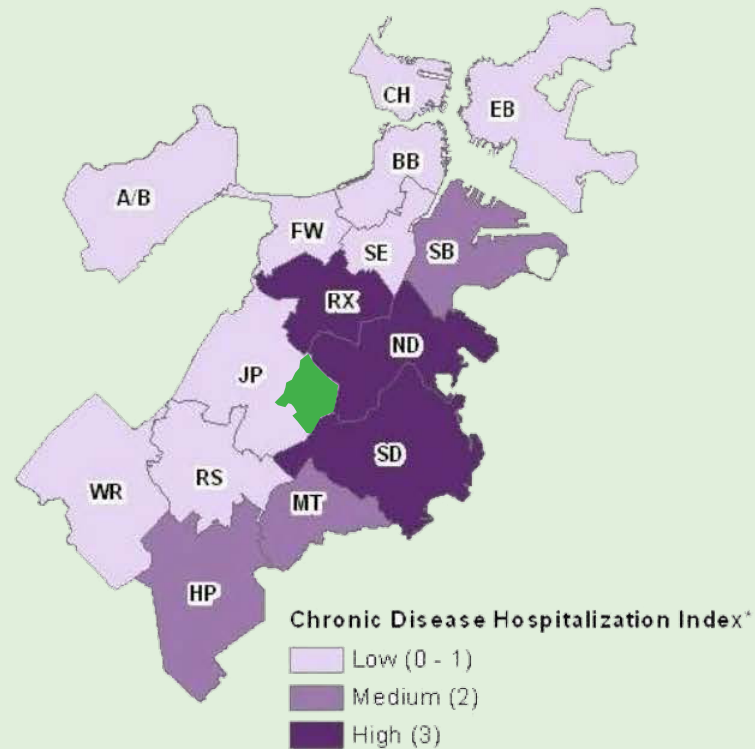 CH
EB
BB
A/B
FW
SE
SB
RX
ND
JP
SD
RS
WR
MT
HP
Chronic Disease Hospitalization Index*
Low (0 - 1)
Medium (2)
High (3)